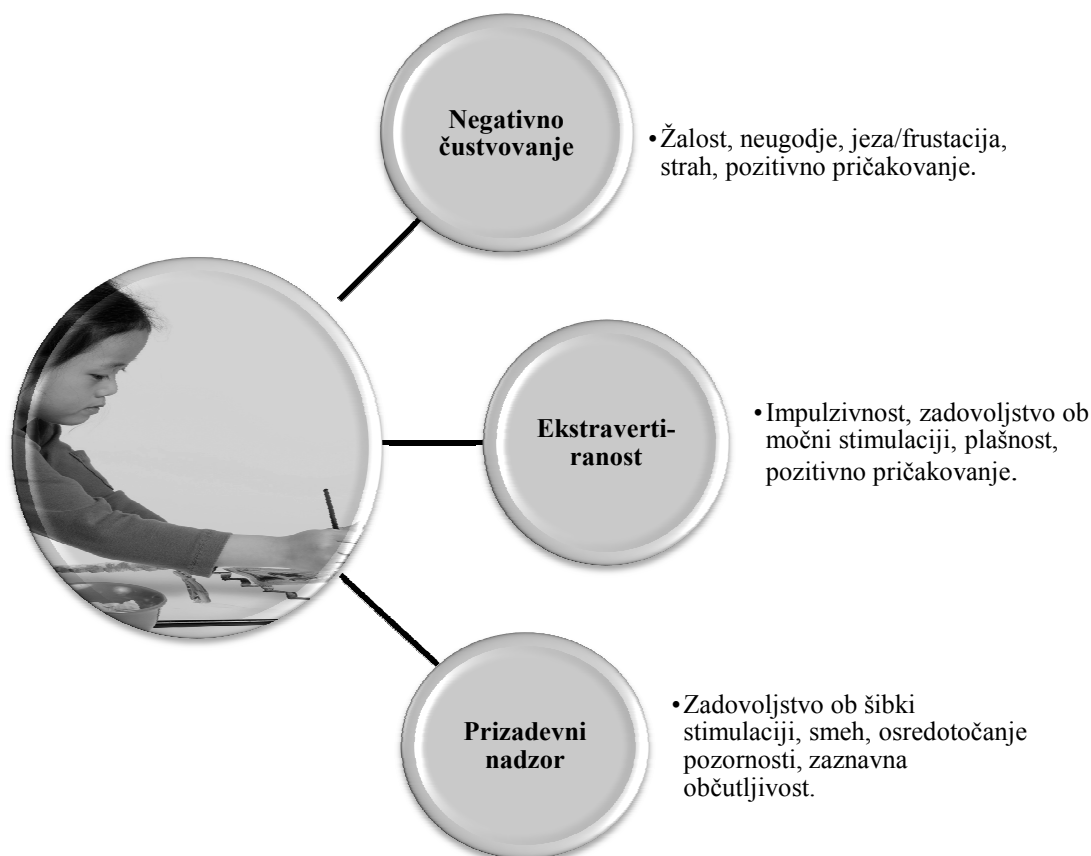 Negativno
čustvovanje
•Žalost, neugodje, jeza/frustacija,
strah, pozitivno pričakovanje.
Ekstraverti-
ranost
•Impulzivnost, zadovoljstvo ob
močni stimulaciji, plašnost,
pozitivno pričakovanje.
Prizadevni
nadzor
•Zadovoljstvo ob šibki
stimulaciji, smeh, osredotočanje
pozornosti, zaznavna
občutljivost.